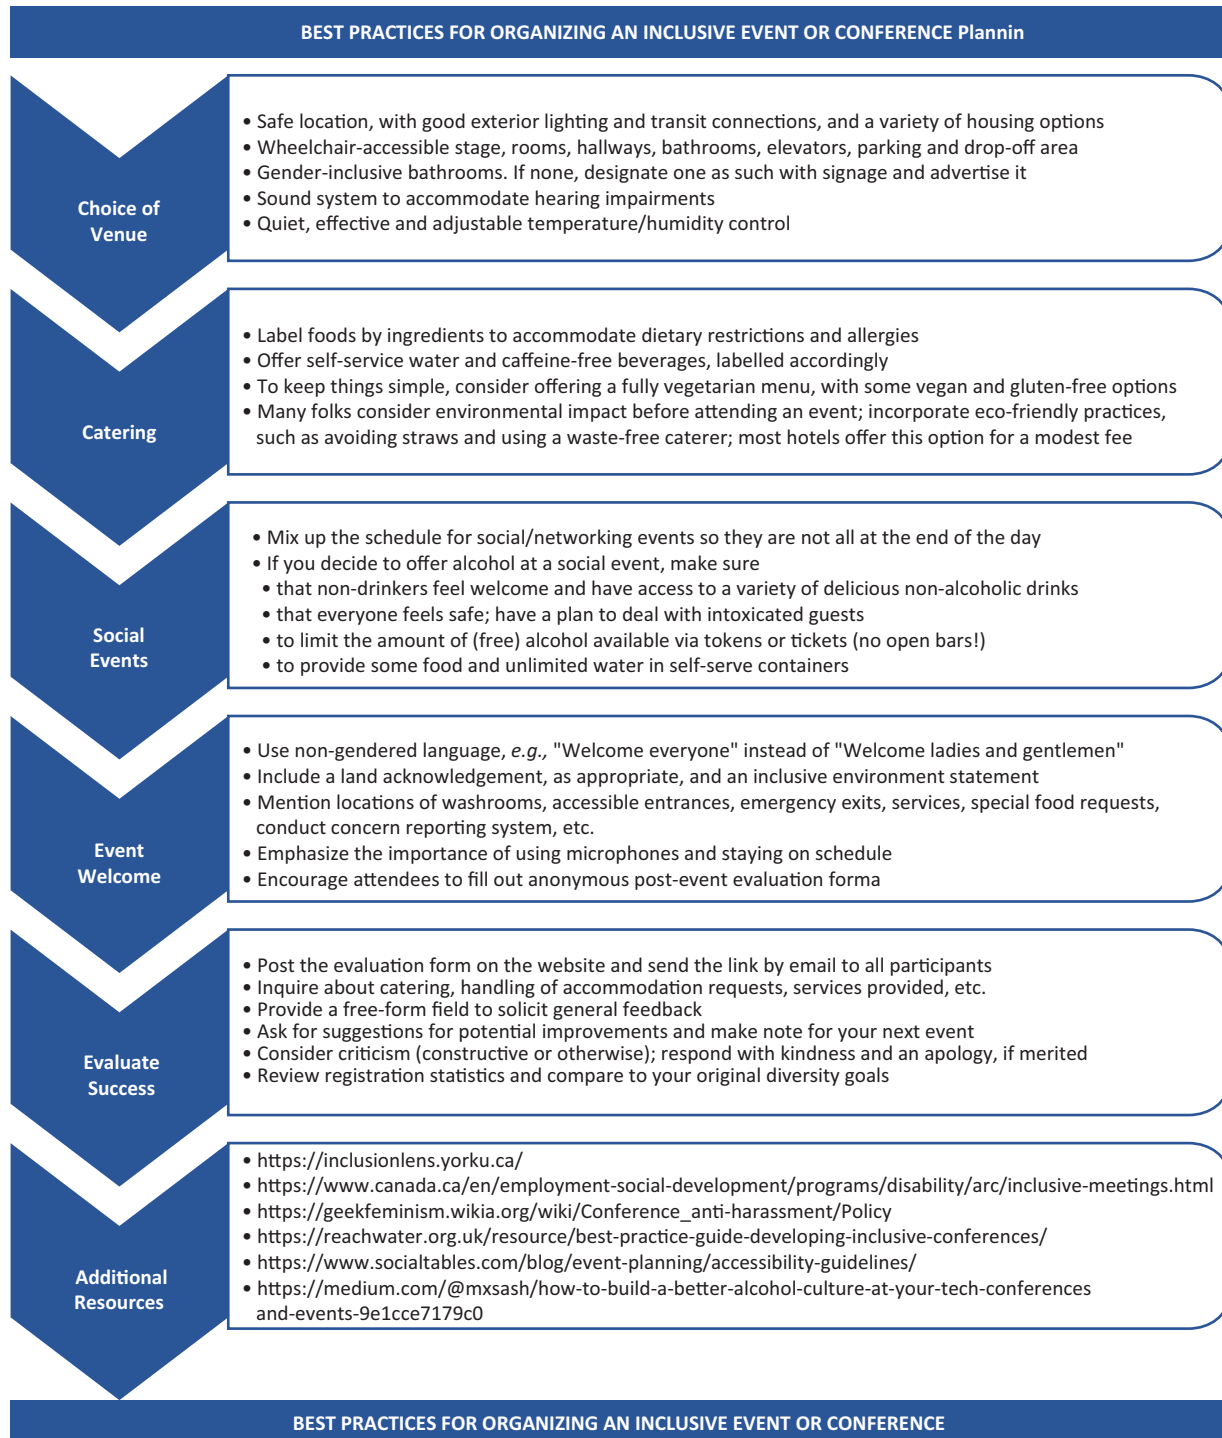 BEST PRACTICES FOR ORGANIZING AN INCLUSIVE EVENT OR CONFERENCE Plannin
Choice of
Venue
• Safe location, with good exterior lighting and transit connections, and a variety of housing options
• Wheelchair-accessible stage, rooms, hallways, bathrooms, elevators, parking and drop-off area
• Gender-inclusive bathrooms. If none, designate one as such with signage and advertise it
• Sound system to accommodate hearing impairments
• Quiet, effective and adjustable temperature/humidity control
Catering
• Label foods by ingredients to accommodate dietary restrictions and allergies
• Offer self-service water and caffeine-free beverages, labelled accordingly
• To keep things simple, consider offering a fully vegetarian menu, with some vegan and gluten-free options
• Many folks consider environmental impact before attending an event; incorporate eco-friendly practices,
such as avoiding straws and using a waste-free caterer; most hotels offer this option for a modest fee
Social
Events
• Mix up the schedule for social/networking events so they are not all at the end of the day
• If you decide to offer alcohol at a social event, make sure
• that non-drinkers feel welcome and have access to a variety of delicious non-alcoholic drinks
• that everyone feels safe; have a plan to deal with intoxicated guests
• to limit the amount of (free) alcohol available via tokens or tickets (no open bars!)
• to provide some food and unlimited water in self-serve containers
Event
Welcome
• Use non-gendered language, e.g., "Welcome everyone" instead of "Welcome ladies and gentlemen"
• Include a land acknowledgement, as appropriate, and an inclusive environment statement
• Mention locations of washrooms, accessible entrances, emergency exits, services, special food requests,
conduct concern reporting system, etc.
• Emphasize the importance of using microphones and staying on schedule
• Encourage attendees to fill out anonymous post-event evaluation forma
Evaluate
Success
• Post the evaluation form on the website and send the link by email to all participants
• Inquire about catering, handling of accommodation requests, services provided, etc.
• Provide a free-form field to solicit general feedback
• Ask for suggestions for potential improvements and make note for your next event
• Consider criticism (constructive or otherwise); respond with kindness and an apology, if merited
• Review registration statistics and compare to your original diversity goals
Additional
Resources
• https://inclusionlens.yorku.ca/
• https://www.canada.ca/en/employment-social-development/programs/disability/arc/inclusive-meetings.html
• https://geekfeminism.wikia.org/wiki/Conference_anti-harassment/Policy
• https://reachwater.org.uk/resource/best-practice-guide-developing-inclusive-conferences/
• https://www.socialtables.com/blog/event-planning/accessibility-guidelines/
• https://medium.com/@mxsash/how-to-build-a-better-alcohol-culture-at-your-tech-conferences
and-events-9e1cce7179c0
BEST PRACTICES FOR ORGANIZING AN INCLUSIVE EVENT OR CONFERENCE